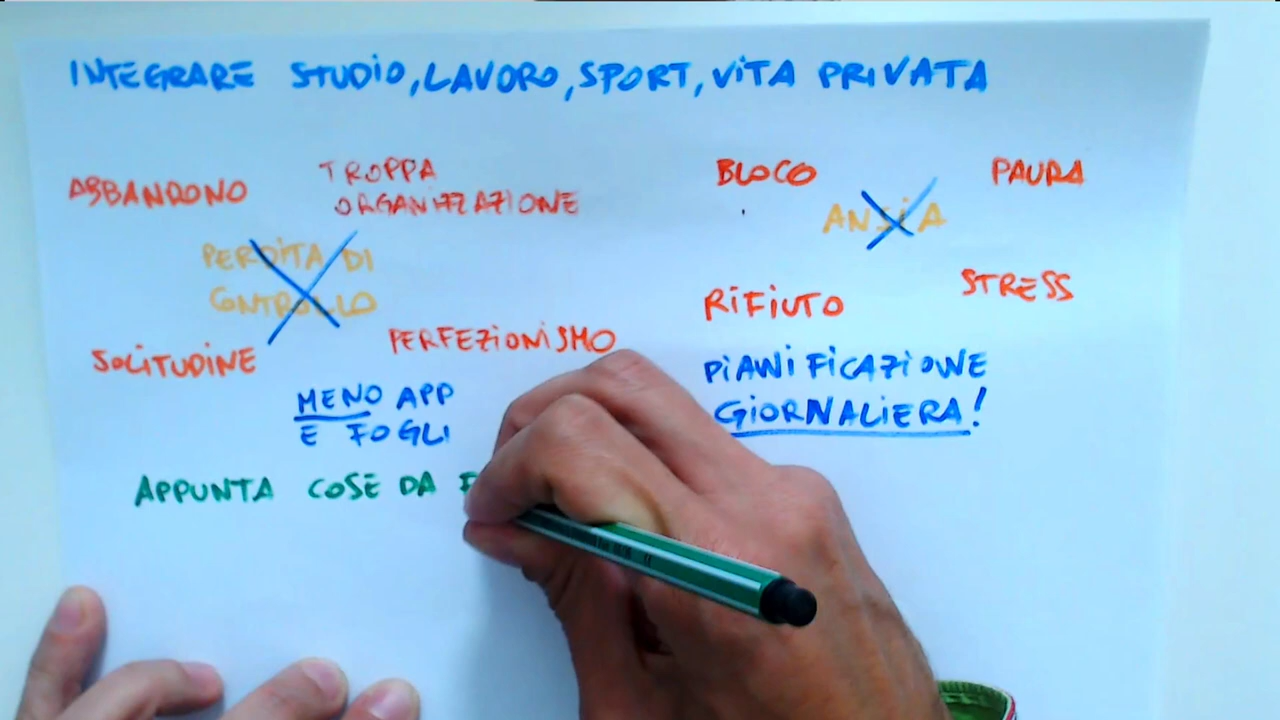 INTEGRARE STUDIO, LAVORO, SPORT, VITA PRIVATA
ABBANDONO
TROPPA
ORGANIZZAZIONE
PERDITA DI
CONTROLLO
SOLITUDINE
PERFEZIONISMO
MENO APP
E FOGLI
APPUNTA COSE DA
BLOCO
PAURA
ANSIA
RIFIUTO
STRESS
PIANIFICAZIONE
GIORNALIERA!